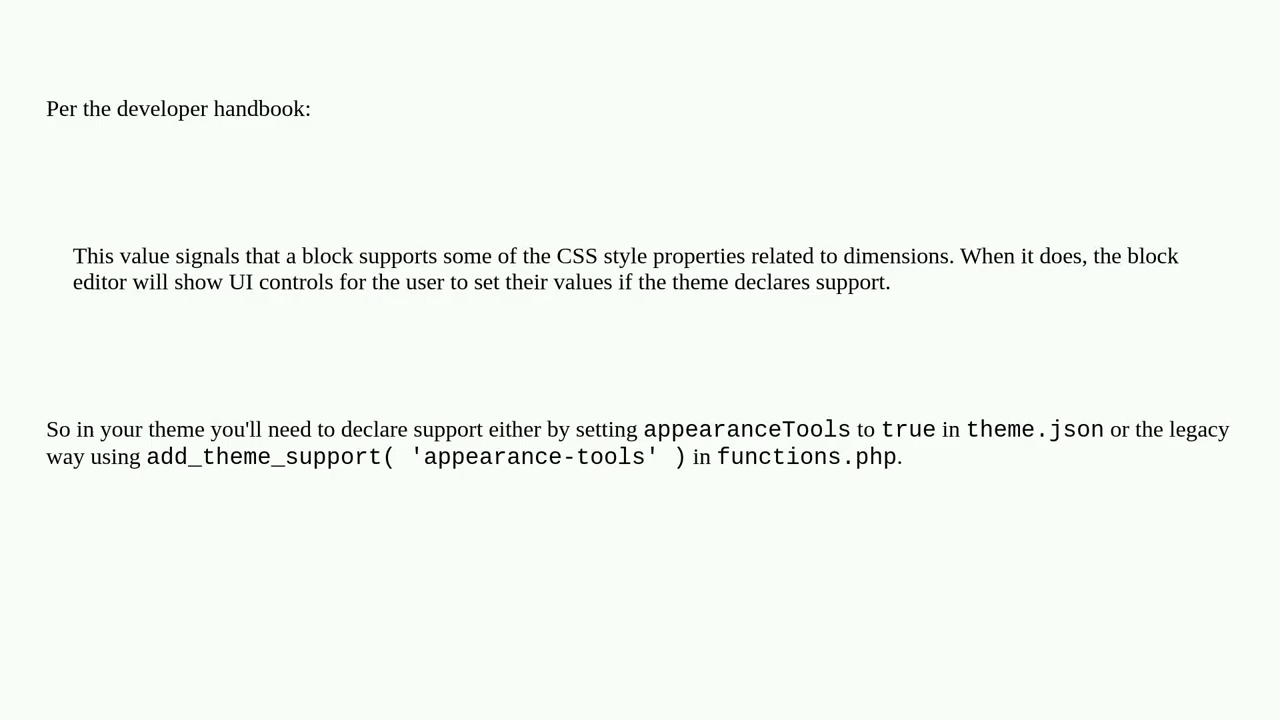 Per the developer handbook:
This value signals that a block supports some of the CSS style properties related to dimensions. When it does, the block
editor will show UI controls for the user to set their values if the theme declares support.
So in your theme you'll need to declare support either by setting appearanceTools to true in theme.json or the legacy
way using add_theme_support( 'appearance-tools' ) in functions.php.